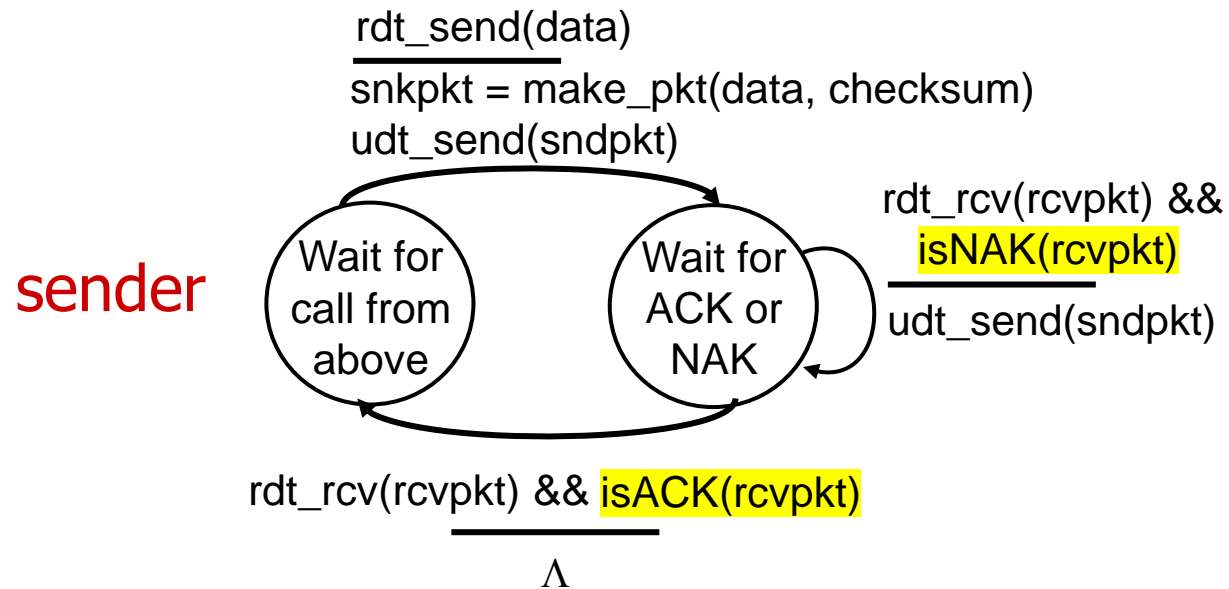 rdt_send(data)
snkpkt = make_pkt(data, checksum)
udt_send(sndpkt)
sender
Wait for
call from
above
Wait for
ACK or
NAK
rdt_rcv(rcvpkt) &&
isNAK(rcvpkt)
udt_send(sndpkt)
rdt_rcv(rcvpkt) && isACK(rcvpkt)
Λ